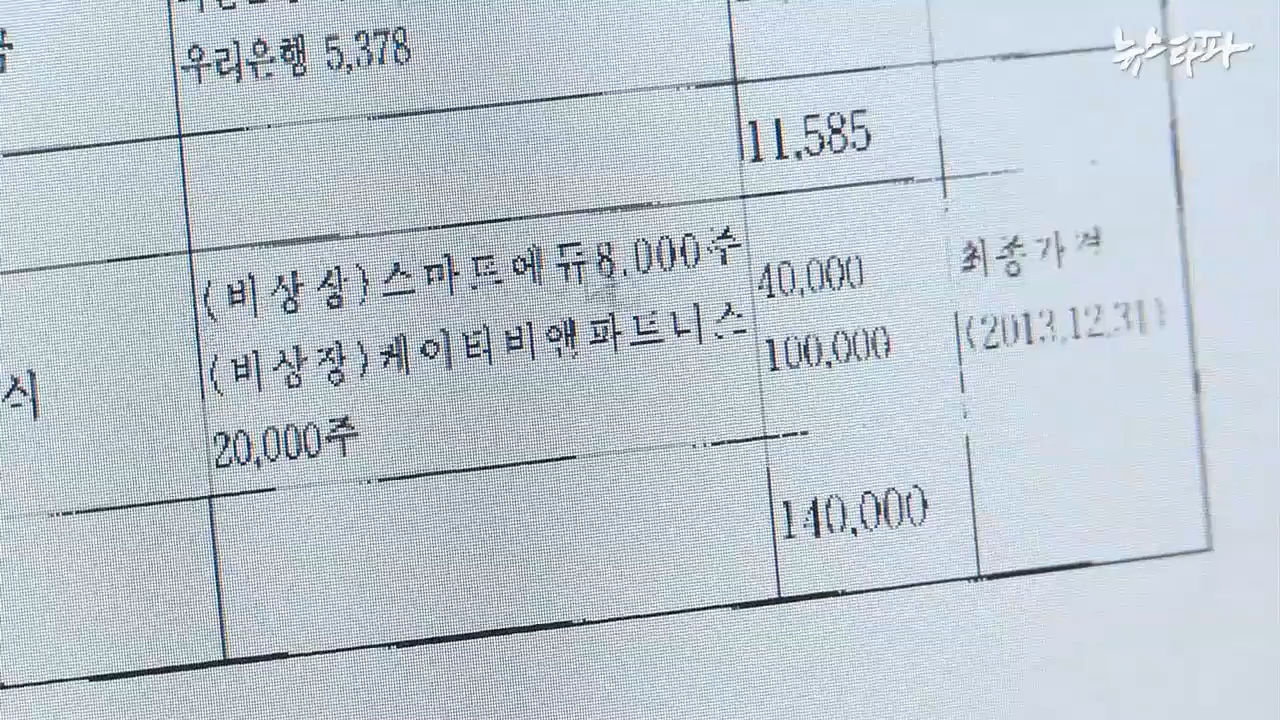 뉴스타파
우리은행 5,378
11,585
(비상상)스마트에듀8,000주
40,000
최종가격
(비상장)케이티비앤파트너스
100,000
(2013.12.31)
식
20,000주
140,000